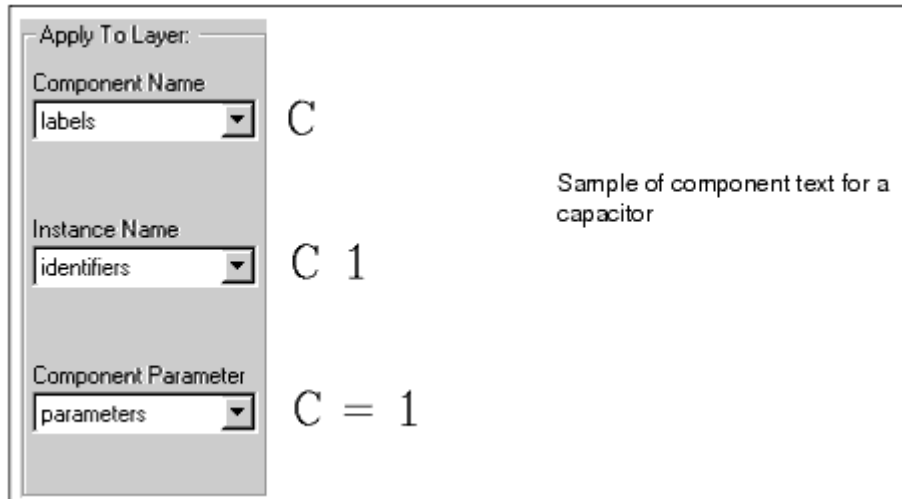 Apply To Layer:
Component Name
labels
C
Sample of component text for a
capacitor
Instance Name
identifiers
C 1
Component Parameter
parameters
C = 1